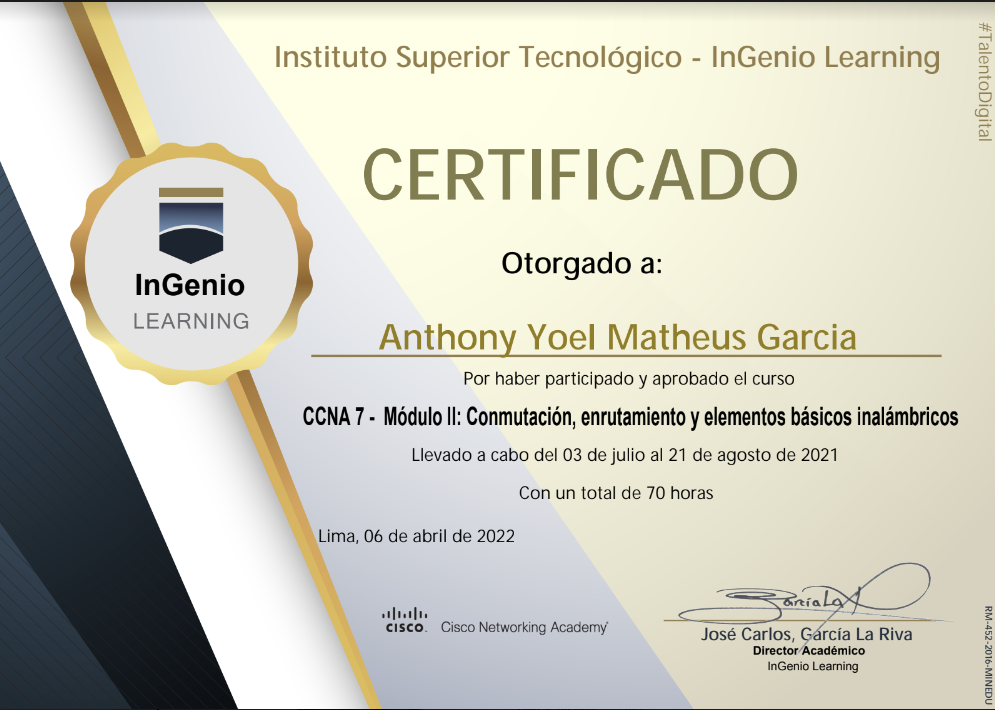 Instituto Superior Tecnológico - InGenio Learning
#TalentoDigital
CERTIFICADO
Otorgado a:
InGenio
LEARNING
Anthony Yoel Matheus Garcia
Por haber participado y aprobado el curso
CCNA 7 - Módulo II: Conmutación, enrutamiento y elementos básicos inalámbricos
Llevado a cabo del 03 de julio al 21 de agosto de 2021
Con un total de 70 horas
Lima, 06 de abril de 2022
CISCO. Cisco Networking Academy
García La
José Carlos, García La Riva
Director Académico
InGenio Learning
RM-452-2016-MINEDU